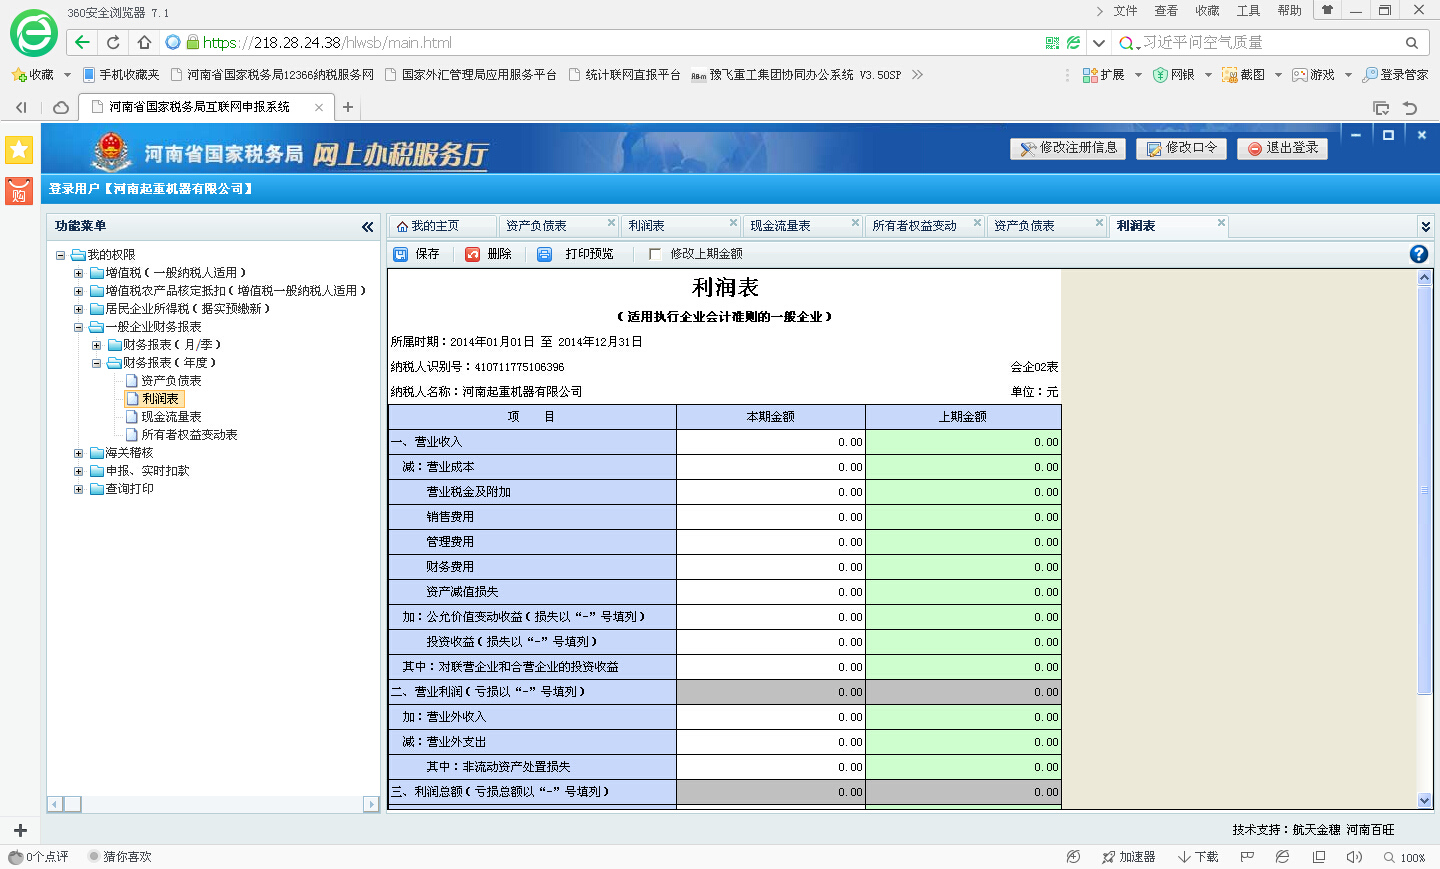 360安全浏览器 7.1
文件 查看 收藏 工具 帮助
https://218.28.24.38/hlwsb/main.html
习近平问空气质量
收藏 手机收藏夹 河南省国家税务局12366纳税服务网 国家外汇管理局应用服务平台 统计联网直报平台 RBm 豫飞重工集团协同办公系统 V3.50SP
扩展 网银 截图 游戏 登录管家
河南省国家税务局互联网申报系统
河南省国家税务局 网上办税服务厅
修改注册信息 修改口令 退出登录
购
登录用户【河南起重机器有限公司】
功能菜单
我的主页 资产负债表 利润表 现金流量表 所有者权益变动 资产负债表 利润表
保存 删除 打印预览 修改上期金额
我的权限
增值税（一般纳税人适用）
增值税农产品核定抵扣（增值税一般纳税人适用）
居民企业所得税（据实预缴新）
一般企业财务报表
财务报表（月/季）
财务报表（年度）
资产负债表
利润表
现金流量表
所有者权益变动表
海关稽核
申报、实时扣款
查询打印
利润表
（适用执行企业会计准则的一般企业）
所属时期：2014年01月01日 至 2014年12月31日
纳税人识别号：410711775106396 会企02表
纳税人名称：河南起重机器有限公司 单位：元
项 目 本期金额 上期金额
一、营业收入 0.00 0.00
减：营业成本 0.00 0.00
营业税金及附加 0.00 0.00
销售费用 0.00 0.00
管理费用 0.00 0.00
财务费用 0.00 0.00
资产减值损失 0.00 0.00
加：公允价值变动收益（损失以“-”号填列） 0.00 0.00
投资收益（损失以“-”号填列） 0.00 0.00
其中：对联营企业和合营企业的投资收益 0.00 0.00
二、营业利润（亏损以“-”号填列） 0.00 0.00
加：营业外收入 0.00 0.00
减：营业外支出 0.00 0.00
其中：非流动资产处置损失 0.00 0.00
三、利润总额（亏损总额以“-”号填列） 0.00 0.00
技术支持：航天金穗 河南百旺
0个点评 猜你喜欢
加速器 下载 100%